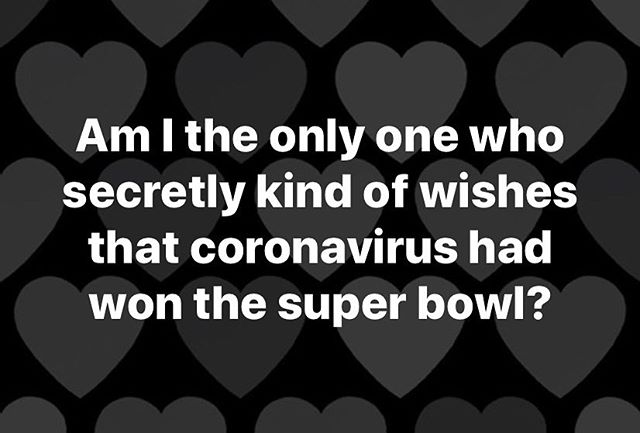 Am I the only one who
secretly kind of wishes
that coronavirus had
won the super bowl?